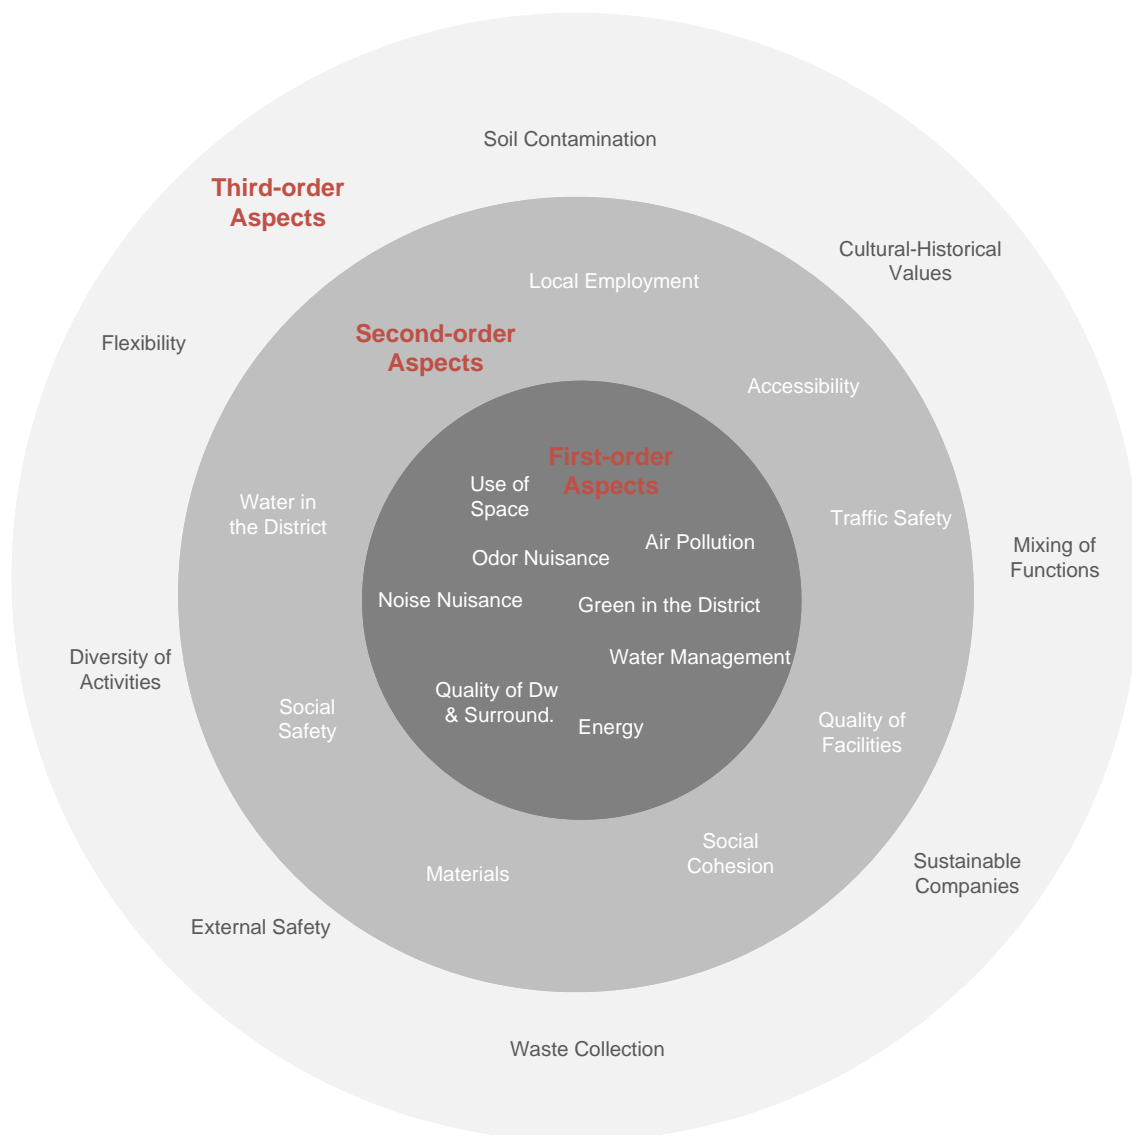 Soil Contamination
Third-order
Aspects
Cultural-Historical
Values
Local Employment
Second-order
Aspects
Flexibility
Accessibility
First-order
Aspects
Use of
Space
Water in
the District
Traffic Safety
Air Pollution
Mixing of
Functions
Odor Nuisance
Noise Nuisance
Green in the District
Water Management
Diversity of
Activities
Quality of Dw
& Surround.
Social
Safety
Energy
Quality of
Facilities
Social
Cohesion
Materials
Sustainable
Companies
External Safety
Waste Collection